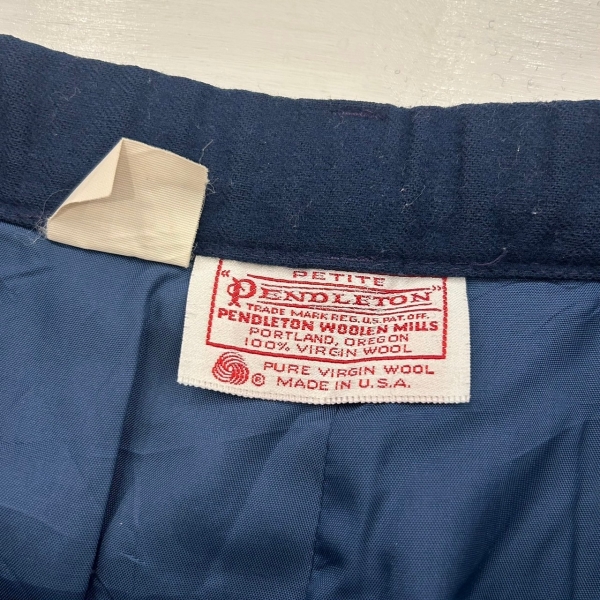 PETITE
"PENDLETON"
TRADE MARK REG. U.S. PAT. OFF.
PENDLETON WOOLEN MILLS
PORTLAND, OREGON
100% VIRGIN WOOL
PURE VIRGIN WOOL
® MADE IN U.S.A.